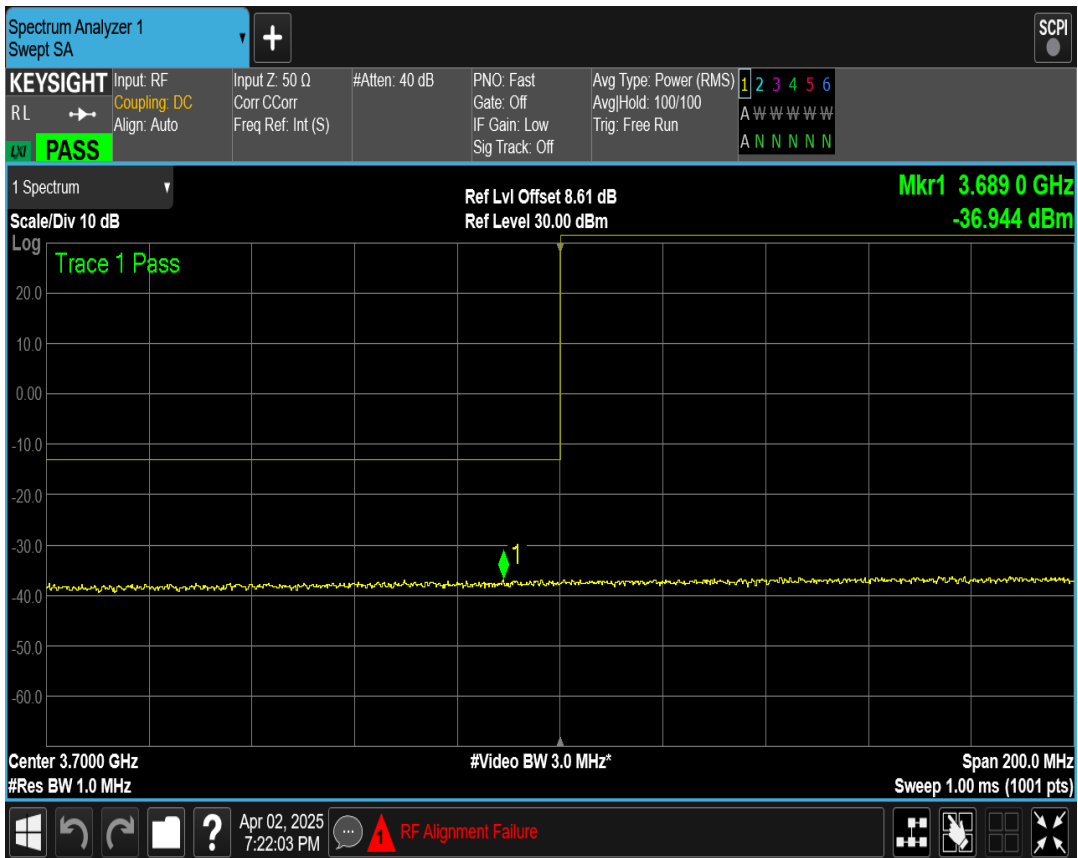 Spectrum Analyzer 1
Swept SA
+
SCPI
KEYSIGHT
RL
LXI
PASS
Input: RF
Coupling: DC
Align: Auto
Input Z: 50 Ω
Corr CCorr
Freq Ref: Int (S)
#Atten: 40 dB
PNO: Fast
Gate: Off
IF Gain: Low
Sig Track: Off
Avg Type: Power (RMS)
Avg|Hold: 100/100
Trig: Free Run
1 2 3 4 5 6
A W W W W W
A N N N N N
1 Spectrum
Scale/Div 10 dB
Ref Lvl Offset 8.61 dB
Ref Level 30.00 dBm
Mkr1 3.689 0 GHz
-36.944 dBm
Log
Trace 1 Pass
20.0
10.0
0.00
-10.0
-20.0
-30.0
1
-40.0
-50.0
-60.0
Center 3.7000 GHz
#Video BW 3.0 MHz*
Span 200.0 MHz
#Res BW 1.0 MHz
Sweep 1.00 ms (1001 pts)
?
Apr 02, 2025
7:22:03 PM
1
RF Alignment Failure